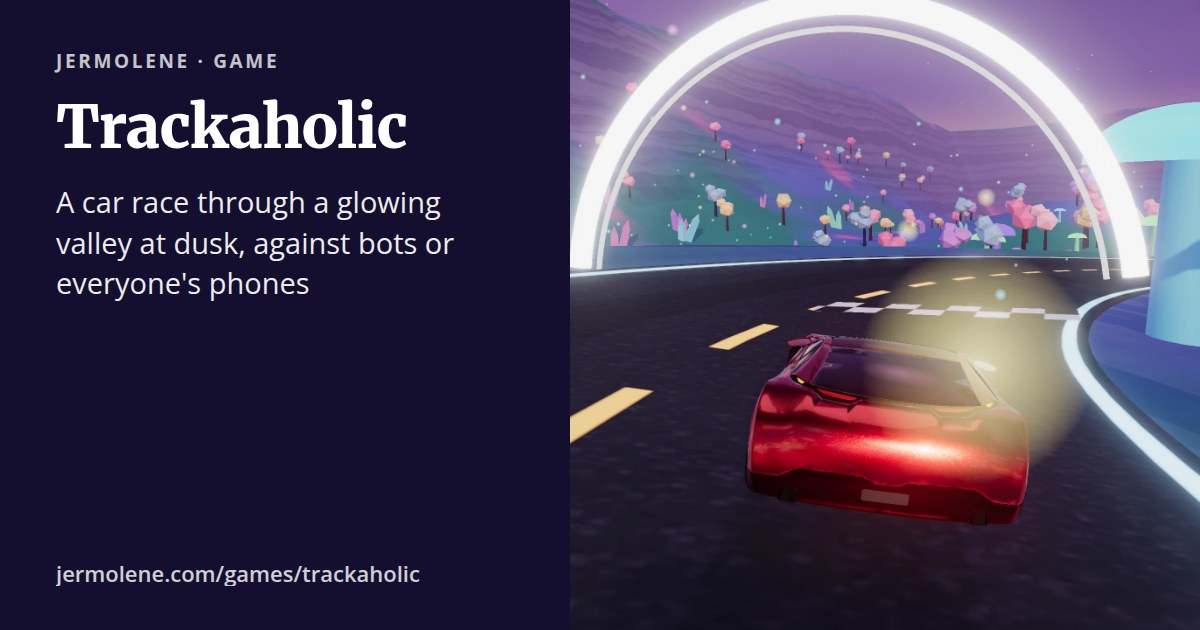 JERMOLENE · GAME
Trackaholic
A car race through a glowing
valley at dusk, against bots or
everyone's phones
jermolene.com/games/trackaholic